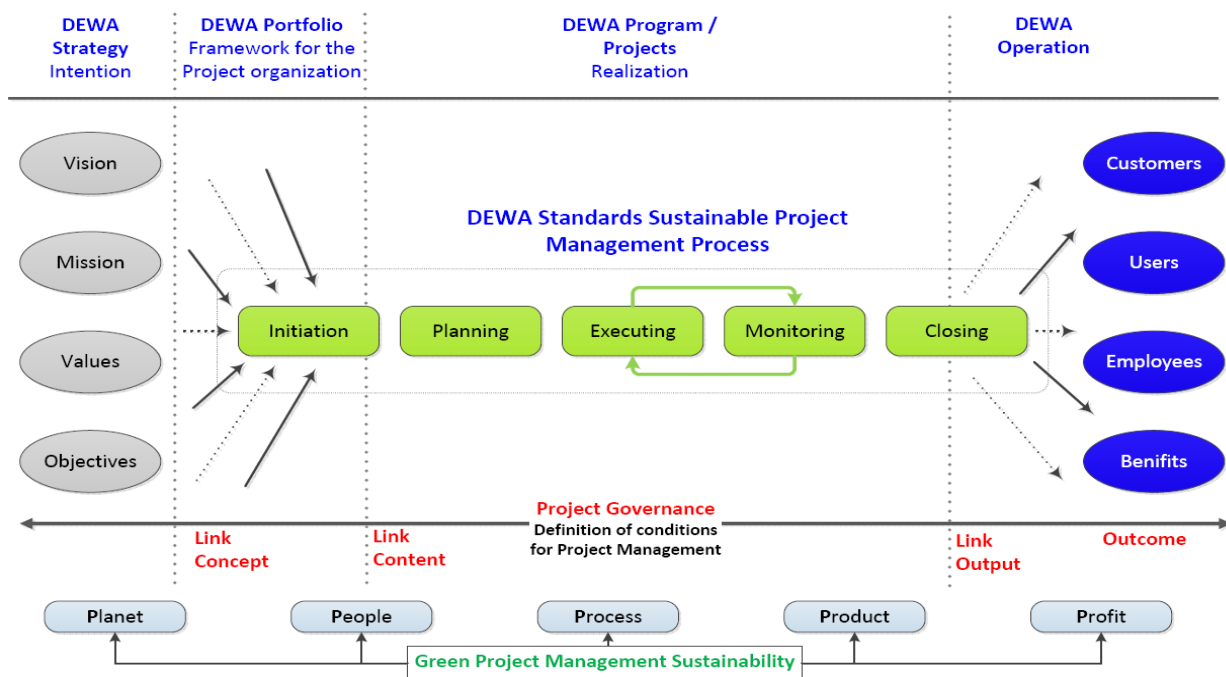 DEWA
Strategy
Intention
DEWA Portfolio
Framework for the
Project organization
DEWA Program /
Projects
Realization
DEWA
Operation
Vision
Mission
Values
Objectives
DEWA Standards Sustainable Project
Management Process
Initiation
Planning
Executing
Monitoring
Closing
Customers
Users
Employees
Benifits
Project Governance
Definition of conditions
for Project Management
Link
Concept
Link
Content
Link
Output
Outcome
Planet
People
Process
Product
Profit
Green Project Management Sustainability